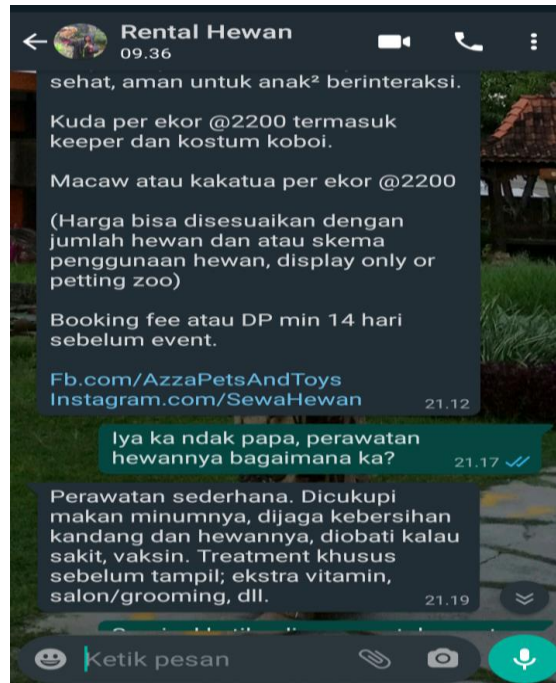 Rental Hewan
09.36
sehat, aman untuk anak² berinteraksi.
Kuda per ekor @2200 termasuk
keeper dan kostum koboi.
Macaw atau kakatua per ekor @2200
(Harga bisa disesuaikan dengan
jumlah hewan dan atau skema
penggunaan hewan, display only or
petting zoo)
Booking fee atau DP min 14 hari
sebelum event.
Fb.com/AzzaPetsAndToys
Instagram.com/SewaHewan
21.12
Iya ka ndak papa, perawatan
hewannya bagaimana ka?
21.17
Perawatan sederhana. Dicukupi
makan minumnya, dijaga kebersihan
kandang dan hewannya, diobati kalau
sakit, vaksin. Treatment khusus
sebelum tampil; ekstra vitamin,
salon/grooming, dll.
21.19
Ketik pesan